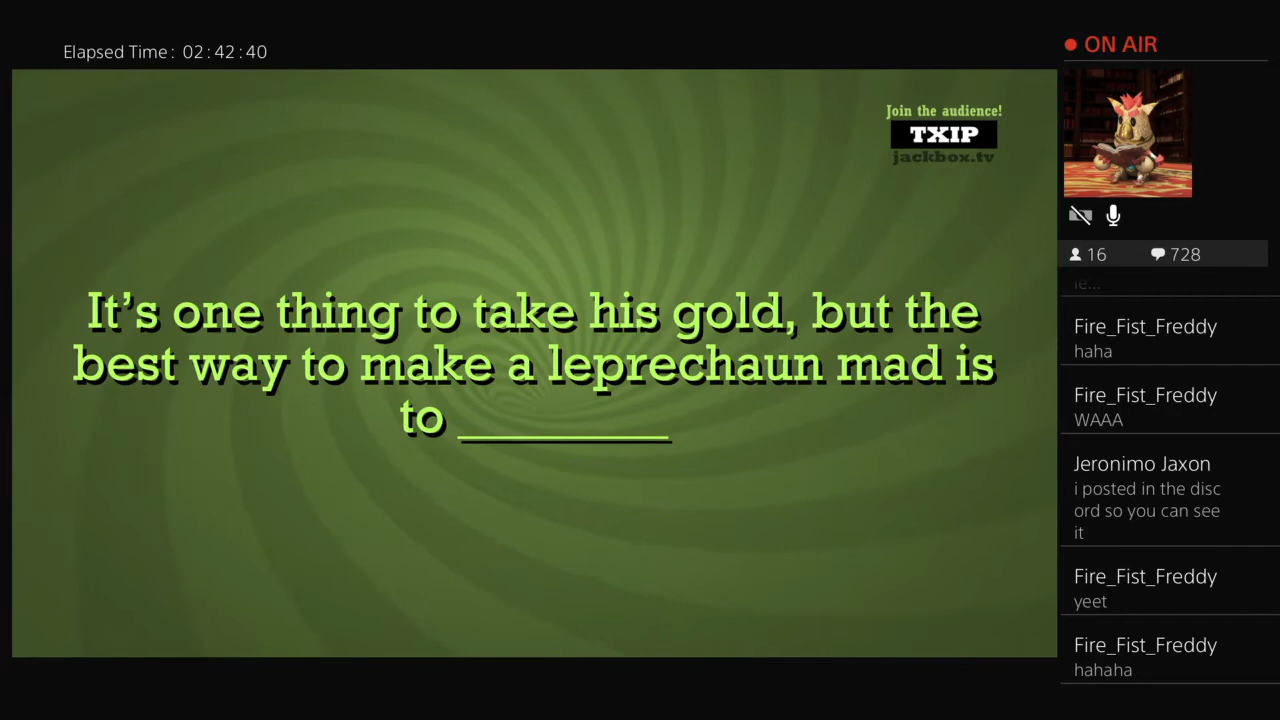 Elapsed Time: 02:42:40
ON AIR
Join the audience!
TXIP
jackbox.tv
It's one thing to take his gold, but the
best way to make a leprechaun mad is
to __________
16 728
Fire_Fist_Freddy
haha
Fire_Fist_Freddy
WAAA
Jeronimo Jaxon
i posted in the disc
ord so you can see
it
Fire_Fist_Freddy
yeet
Fire_Fist_Freddy
hahaha